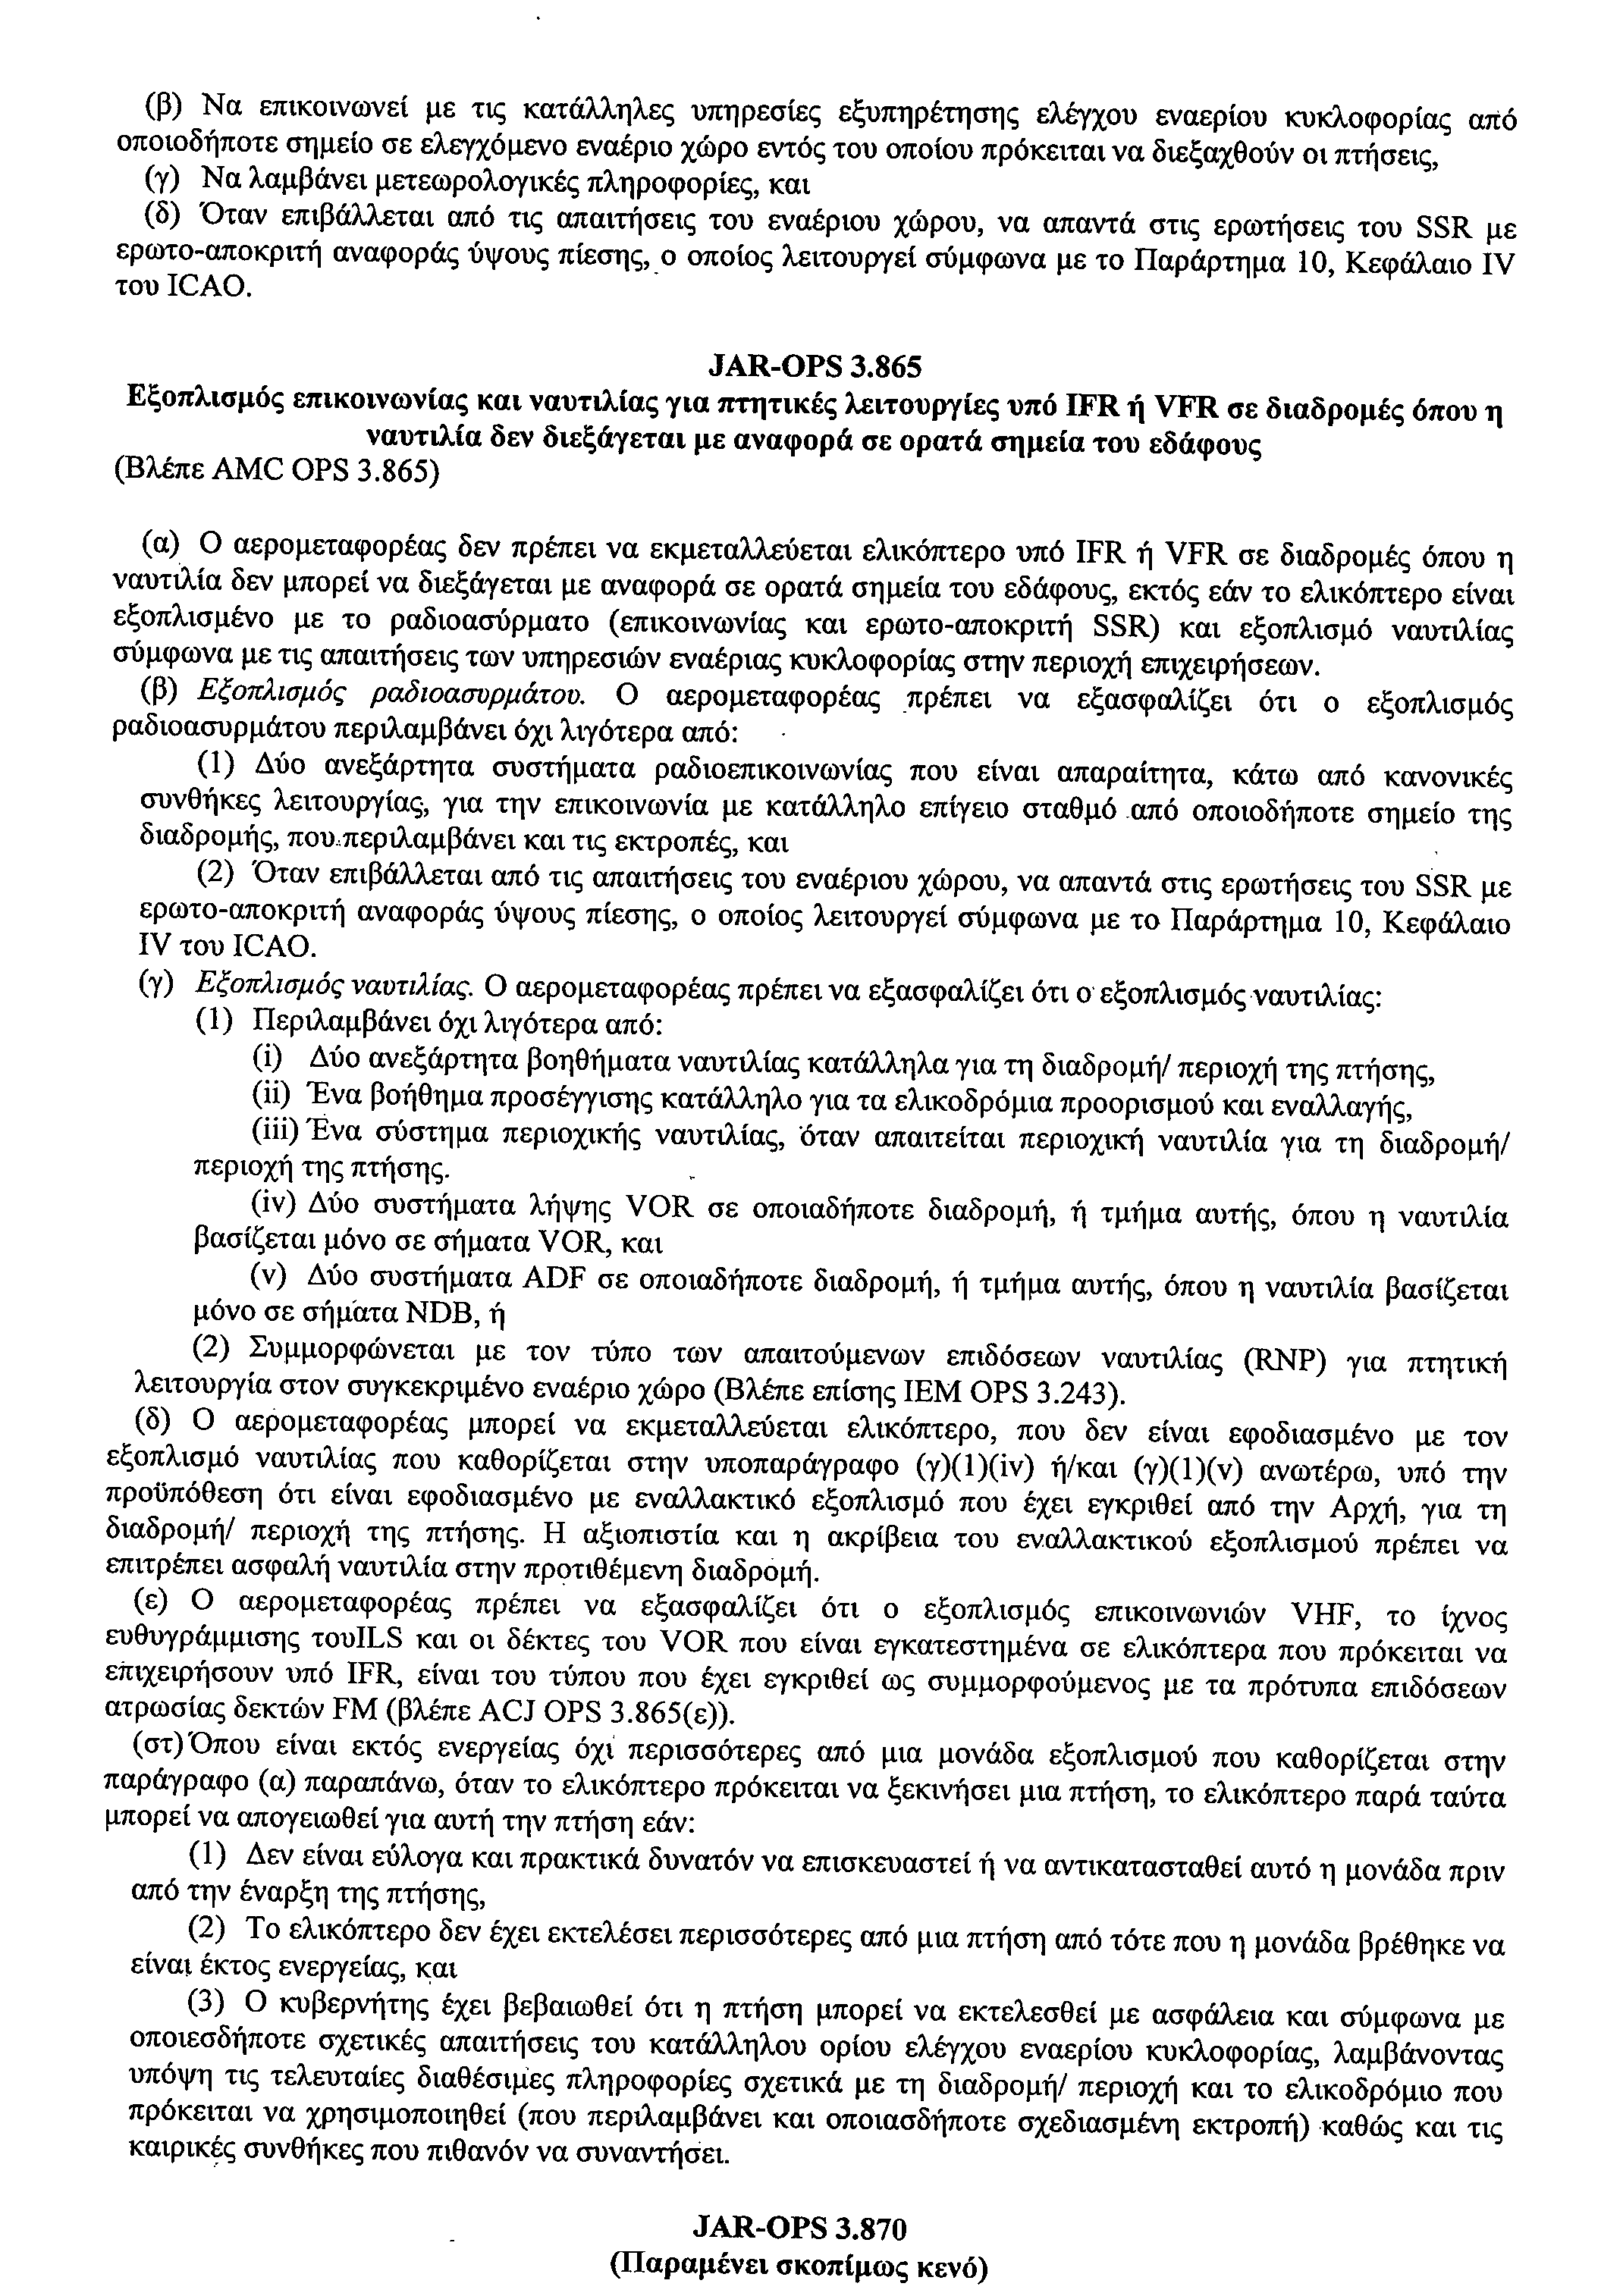 (β) Να επικοινωνεί με τις κατάλληλες υπηρεσίες εξυπηρέτησης ελέγχου εναερίου κυκλοφορίας από
οποιοδήποτε σημείο σε ελεγχόμενο εναέριο χώρο εντός του οποίου πρόκειται να διεξαχθούν οι πτήσεις,
(γ) Να λαμβάνει μετεωρολογικές πληροφορίες, και
(δ) Όταν επιβάλλεται από τις απαιτήσεις του εναέριου χώρου, να απαντά στις ερωτήσεις του SSR με
ερωτο-αποκριτή αναφοράς ύψους πίεσης, ο οποίος λειτουργεί σύμφωνα με το Παράρτημα 10, Κεφάλαιο IV
του ICAO.
JAR-OPS 3.865
Εξοπλισμός επικοινωνίας και ναυτιλίας για πτητικές λειτουργίες υπό IFR ή VFR σε διαδρομές όπου η
ναυτιλία δεν διεξάγεται με αναφορά σε ορατά σημεία του εδάφους
(Βλέπε AMC OPS 3.865)
(α) Ο αερομεταφορέας δεν πρέπει να εκμεταλλεύεται ελικόπτερο υπό IFR ή VFR σε διαδρομές όπου η
ναυτιλία δεν μπορεί να διεξάγεται με αναφορά σε ορατά σημεία του εδάφους, εκτός εάν το ελικόπτερο είναι
εξοπλισμένο με το ραδιοασύρματο (επικοινωνίας και ερωτο-αποκριτή SSR) και εξοπλισμό ναυτιλίας
σύμφωνα με τις απαιτήσεις των υπηρεσιών εναέριας κυκλοφορίας στην περιοχή επιχειρήσεων.
(β) Εξοπλισμός ραδιοασυρμάτου. Ο αερομεταφορέας πρέπει να εξασφαλίζει ότι ο εξοπλισμός
ραδιοασυρμάτου περιλαμβάνει όχι λιγότερα από:
(1) Δύο ανεξάρτητα συστήματα ραδιοεπικοινωνίας που είναι απαραίτητα, κάτω από κανονικές
συνθήκες λειτουργίας, για την επικοινωνία με κατάλληλο επίγειο σταθμό από οποιοδήποτε σημείο της
διαδρομής, που περιλαμβάνει και τις εκτροπές, και
(2) Όταν επιβάλλεται από τις απαιτήσεις του εναέριου χώρου, να απαντά στις ερωτήσεις του SSR με
ερωτο-αποκριτή αναφοράς ύψους πίεσης, ο οποίος λειτουργεί σύμφωνα με το Παράρτημα 10, Κεφάλαιο
IV του ICAO.
(γ) Εξοπλισμός ναυτιλίας. Ο αερομεταφορέας πρέπει να εξασφαλίζει ότι ο εξοπλισμός ναυτιλίας:
(1) Περιλαμβάνει όχι λιγότερα από:
(i) Δύο ανεξάρτητα βοηθήματα ναυτιλίας κατάλληλα για τη διαδρομή/ περιοχή της πτήσης,
(ii) Ένα βοήθημα προσέγγισης κατάλληλο για τα ελικοδρόμια προορισμού και εναλλαγής,
(iii) Ένα σύστημα περιοχικής ναυτιλίας, όταν απαιτείται περιοχική ναυτιλία για τη διαδρομή/
περιοχή της πτήσης.
(iv) Δύο συστήματα λήψης VOR σε οποιαδήποτε διαδρομή, ή τμήμα αυτής, όπου η ναυτιλία
βασίζεται μόνο σε σήματα VOR, και
(v) Δύο συστήματα ADF σε οποιαδήποτε διαδρομή, ή τμήμα αυτής, όπου η ναυτιλία βασίζεται
μόνο σε σήματα NDB, ή
(2) Συμμορφώνεται με τον τύπο των απαιτούμενων επιδόσεων ναυτιλίας (RNP) για πτητική
λειτουργία στον συγκεκριμένο εναέριο χώρο (Βλέπε επίσης IEM OPS 3.243).
(δ) Ο αερομεταφορέας μπορεί να εκμεταλλεύεται ελικόπτερο, που δεν είναι εφοδιασμένο με τον
εξοπλισμό ναυτιλίας που καθορίζεται στην υποπαράγραφο (γ)(1)(iv) ή/και (γ)(1)(v) ανωτέρω, υπό την
προϋπόθεση ότι είναι εφοδιασμένο με εναλλακτικό εξοπλισμό που έχει εγκριθεί από την Αρχή, για τη
διαδρομή/ περιοχή της πτήσης. Η αξιοπιστία και η ακρίβεια του εναλλακτικού εξοπλισμού πρέπει να
επιτρέπει ασφαλή ναυτιλία στην προτιθέμενη διαδρομή.
(ε) Ο αερομεταφορέας πρέπει να εξασφαλίζει ότι ο εξοπλισμός επικοινωνιών VHF, το ίχνος
ευθυγράμμισης τουILS και οι δέκτες του VOR που είναι εγκατεστημένα σε ελικόπτερα που πρόκειται να
επιχειρήσουν υπό IFR, είναι του τύπου που έχει εγκριθεί ως συμμορφούμενος με τα πρότυπα επιδόσεων
ατρωσίας δεκτών FM (βλέπε ACJ OPS 3.865(ε)).
(στ) Όπου είναι εκτός ενεργείας όχι περισσότερες από μια μονάδα εξοπλισμού που καθορίζεται στην
παράγραφο (α) παραπάνω, όταν το ελικόπτερο πρόκειται να ξεκινήσει μια πτήση, το ελικόπτερο παρά ταύτα
μπορεί να απογειωθεί για αυτή την πτήση εάν:
(1) Δεν είναι εύλογα και πρακτικά δυνατόν να επισκευαστεί ή να αντικατασταθεί αυτό η μονάδα πριν
από την έναρξη της πτήσης,
(2) Το ελικόπτερο δεν έχει εκτελέσει περισσότερες από μια πτήση από τότε που η μονάδα βρέθηκε να
είναι έκτος ενεργείας, και
(3) Ο κυβερνήτης έχει βεβαιωθεί ότι η πτήση μπορεί να εκτελεσθεί με ασφάλεια και σύμφωνα με
οποιεσδήποτε σχετικές απαιτήσεις του κατάλληλου ορίου ελέγχου εναερίου κυκλοφορίας, λαμβάνοντας
υπόψη τις τελευταίες διαθέσιμες πληροφορίες σχετικά με τη διαδρομή/ περιοχή και το ελικοδρόμιο που
πρόκειται να χρησιμοποιηθεί (που περιλαμβάνει και οποιασδήποτε σχεδιασμένη εκτροπή) καθώς και τις
καιρικές συνθήκες που πιθανόν να συναντήσει.
JAR-OPS 3.870
(Παραμένει σκοπίμως κενό)